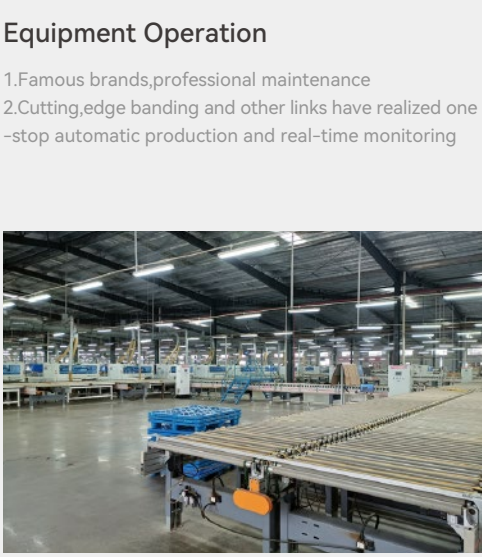 Equipment Operation
1.Famous brands,professional maintenance
2.Cutting,edge banding and other links have realized one
-stop automatic production and real-time monitoring